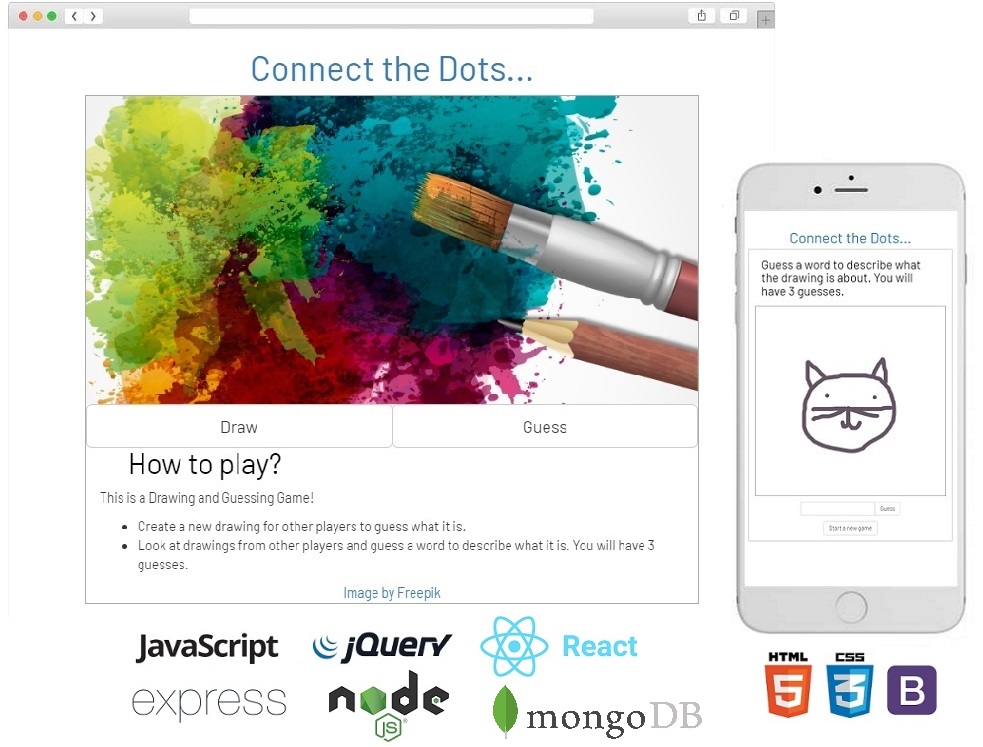 Connect the Dots...
Draw
Guess
How to play?
This is a Drawing and Guessing Game!
Create a new drawing for other players to guess what it is.
Look at drawings from other players and guess a word to describe what it is. You will have 3
guesses.
Image by Freepik
Connect the Dots...
Guess a word to describe what
the drawing is about. You will
have 3 guesses.
Guess
Start a new game
JavaScript
jQuery
React
express
node
JS
mongoDB
HTML
5
CSS
3
B